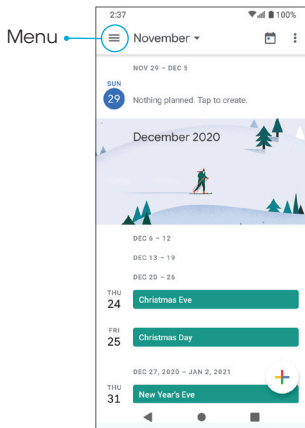 2:37
100%
Menu
November
NOV 29 – DEC 5
SUN
29
Nothing planned. Tap to create.
December 2020
DEC 6 – 12
DEC 13 – 19
DEC 20 – 26
THU
24
Christmas Eve
FRI
25
Christmas Day
DEC 27, 2020 – JAN 2, 2021
THU
31
New Year's Eve